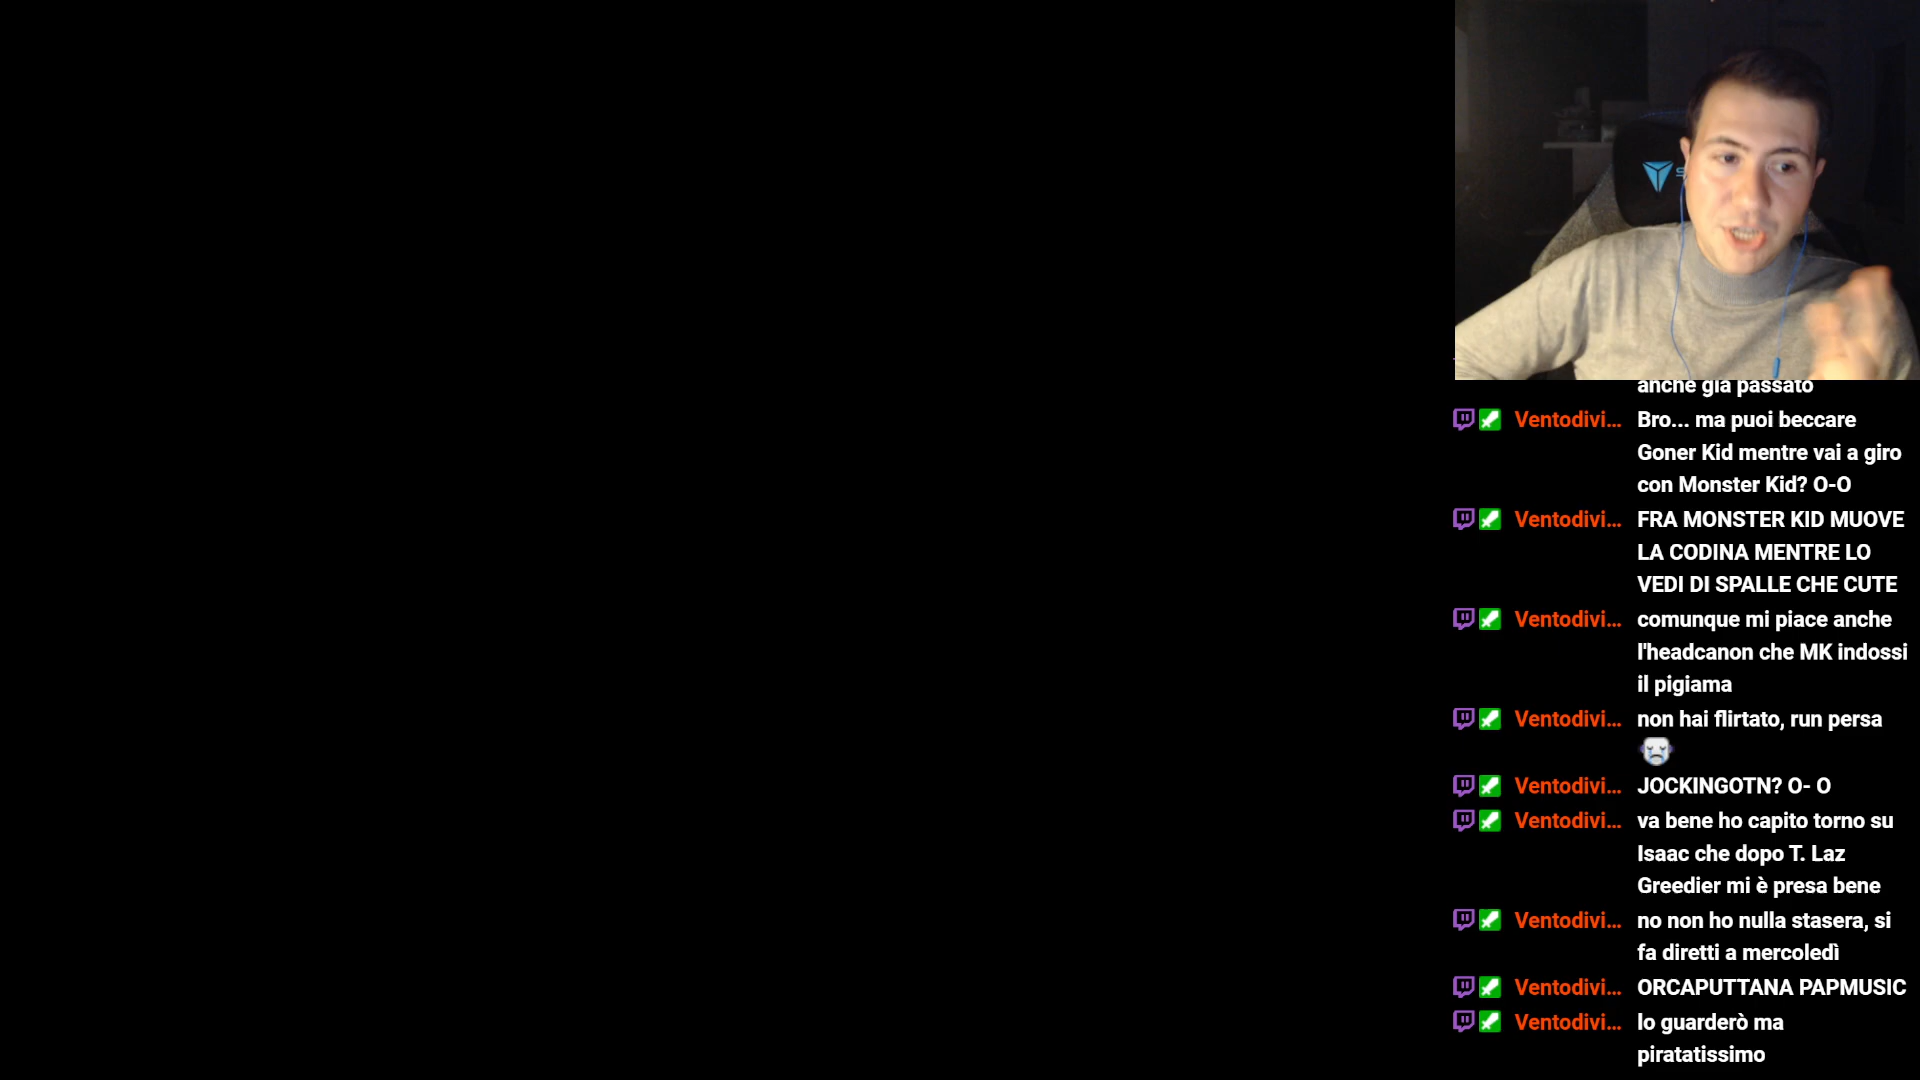 S
anche già passato
Ventodivi... Bro... ma puoi beccare
Goner Kid mentre vai a giro
con Monster Kid? O-O
Ventodivi... FRA MONSTER KID MUOVE
LA CODINA MENTRE LO
VEDI DI SPALLE CHE CUTE
Ventodivi... comunque mi piace anche
l'headcanon che MK indossi
il pigiama
Ventodivi... non hai flirtato, run persa
Ventodivi... JOCKINGOTN? O- O
Ventodivi... va bene ho capito torno su
Isaac che dopo T. Laz
Greedier mi è presa bene
Ventodivi... no non ho nulla stasera, si
fa diretti a mercoledì
Ventodivi... ORCAPUTTANA PAPMUSIC
Ventodivi... lo guarderò ma
piratatissimo